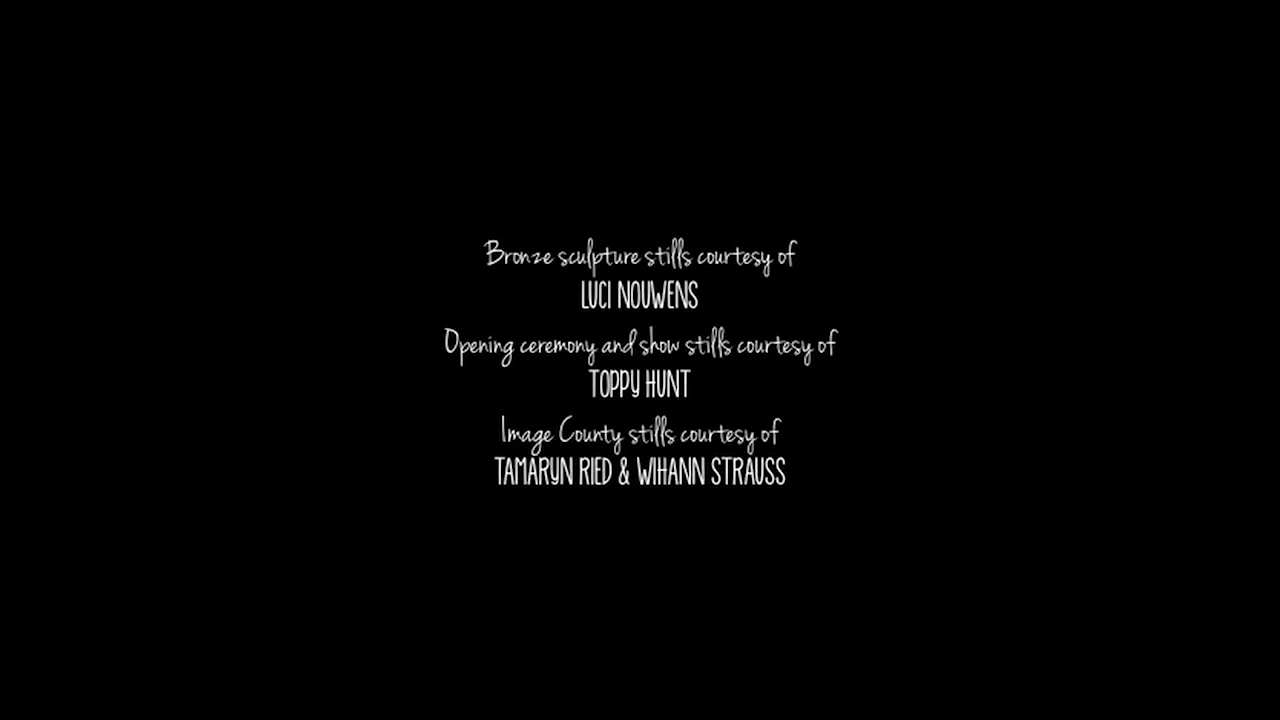 Bronze sculpture stills courtesy of
LUCI NOUWENS
Opening ceremony and show stills courtesy of
TOPPY HUNT
Image County stills courtesy of
TAMARYN RIED & WIHANN STRAUSS